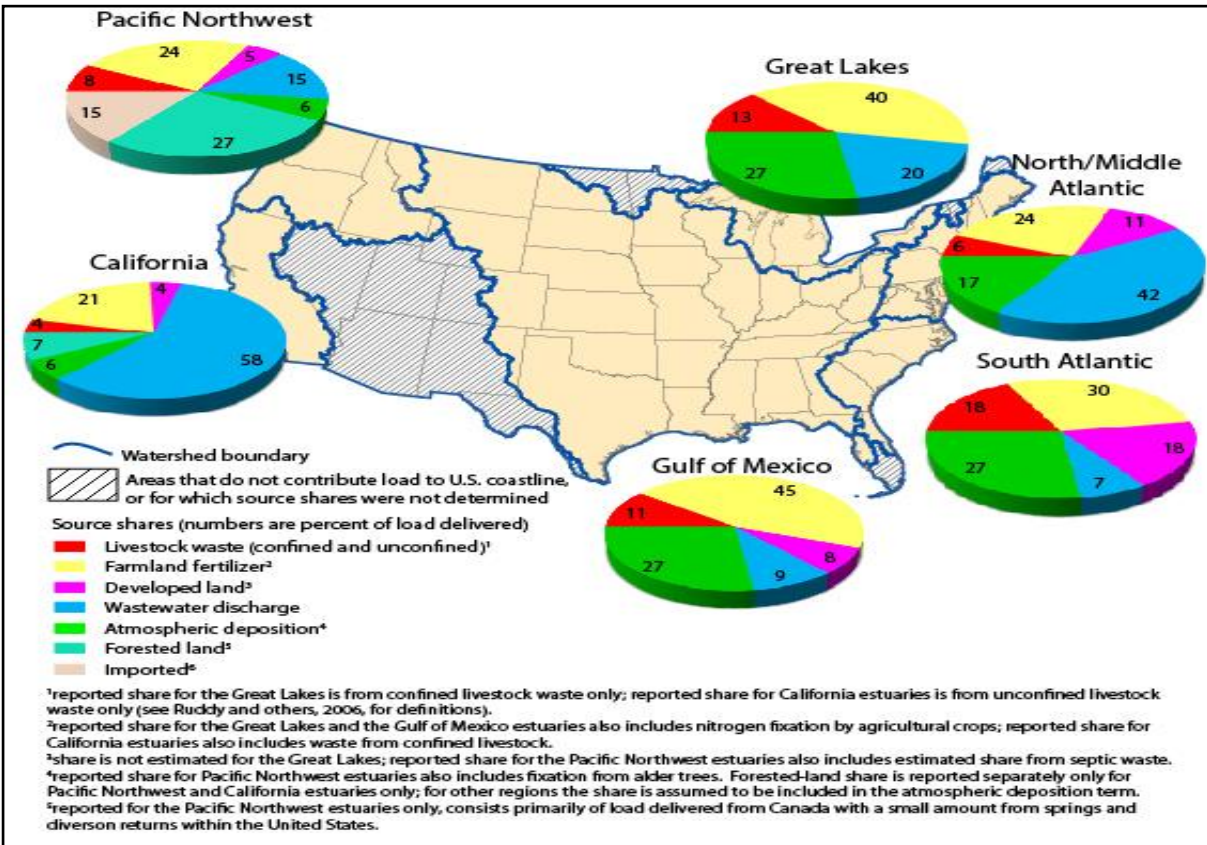 Pacific Northwest
24
5
8
15
15
6
27
Great Lakes
40
13
27
20
North/Middle
Atlantic
24
11
6
17
42
California
21
4
4
7
6
58
South Atlantic
30
18
18
27
7
Gulf of Mexico
45
11
8
27
9
Watershed boundary
Areas that do not contribute load to U.S. coastline,
or for which source shares were not determined
Source shares (numbers are percent of load delivered)
Livestock waste (confined and unconfined)¹
Farmland fertilizer²
Developed land³
Wastewater discharge
Atmospheric deposition⁴
Forested land⁵
Imported⁶
¹reported share for the Great Lakes is from confined livestock waste only; reported share for California estuaries is from unconfined livestock
waste only (see Ruddy and others, 2006, for definitions).
²reported share for the Great Lakes and the Gulf of Mexico estuaries also includes nitrogen fixation by agricultural crops; reported share for
California estuaries also includes waste from confined livestock.
³share is not estimated for the Great Lakes; reported share for the Pacific Northwest estuaries also includes estimated share from septic waste.
⁴reported share for Pacific Northwest estuaries also includes fixation from alder trees. Forested-land share is reported separately only for
Pacific Northwest and California estuaries only; for other regions the share is assumed to be included in the atmospheric deposition term.
⁵reported for the Pacific Northwest estuaries only, consists primarily of load delivered from Canada with a small amount from springs and
diverson returns within the United States.